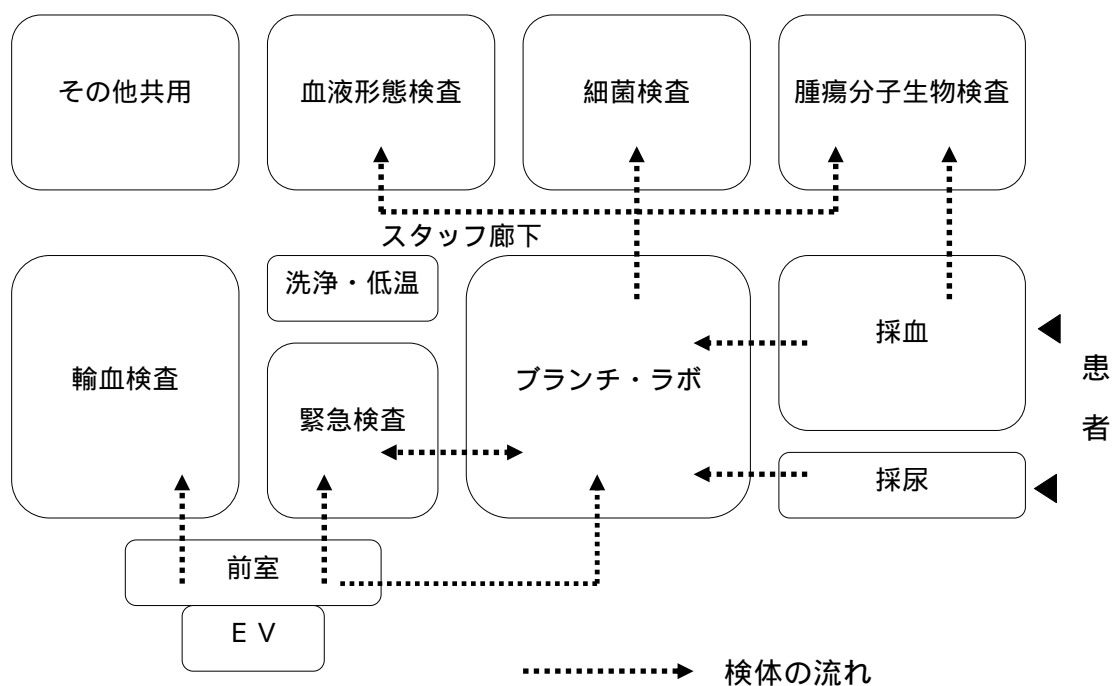 その他共用
血液形態検査
細菌検査
腫瘍分子生物検査
スタッフ廊下
洗浄・低温
輸血検査
緊急検査
ブランチ・ラボ
採血
採尿
患
者
前室
ＥＶ
検体の流れ